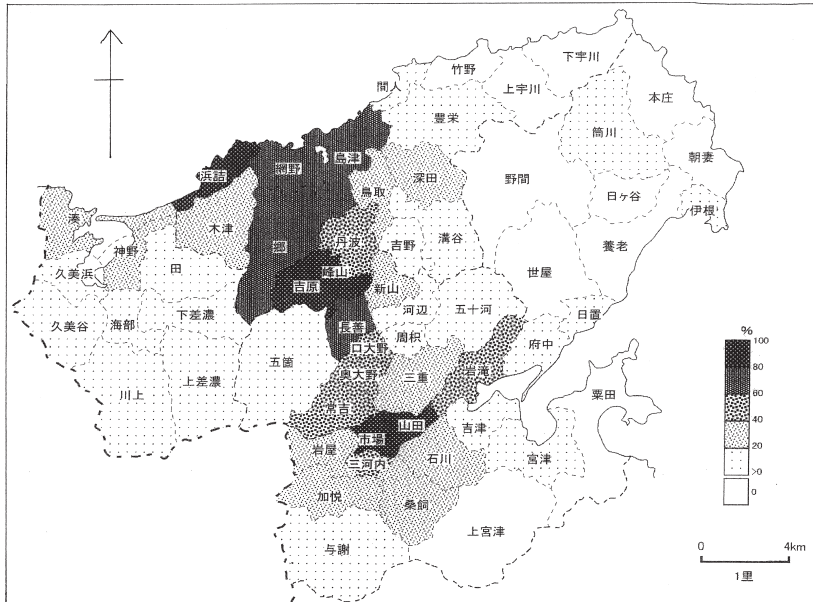 下宇川
竹野
間人
上宇川
本庄
豊栄
筒川
島津
朝妻
網野
浜詰
深田
野間
鳥取
日ヶ谷
伊根
湊
木津
丹波
吉野
溝谷
養老
神野
田
郷
久美浜
峰山
世屋
吉原
新山
河辺
五十河
日置
久美谷
海部
下差濃
長善
周枳
府中
口大野
五箇
岩滝
奥大野
三重
川上
上差濃
粟田
常吉
山田
吉津
市場
岩屋
宮津
三河内
石川
加悦
桑飼
上宮津
与謝
%
100
80
60
40
20
>0
0
0 4km
1里